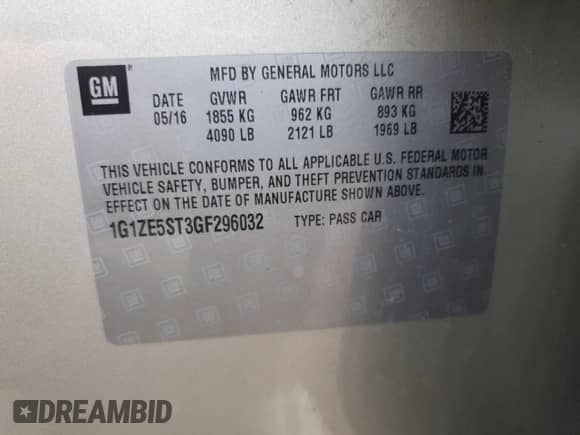 GM ® MFD BY GENERAL MOTORS LLC
DATE GVWR GAWR FRT GAWR RR
05/16 1855 KG 962 KG 893 KG
4090 LB 2121 LB 1969 LB
THIS VEHICLE CONFORMS TO ALL APPLICABLE U.S. FEDERAL MOTOR
VEHICLE SAFETY, BUMPER, AND THEFT PREVENTION STANDARDS IN
EFFECT ON THE DATE OF MANUFACTURE SHOWN ABOVE.
1G1ZE5ST3GF296032 TYPE: PASS CAR
DREAMBID